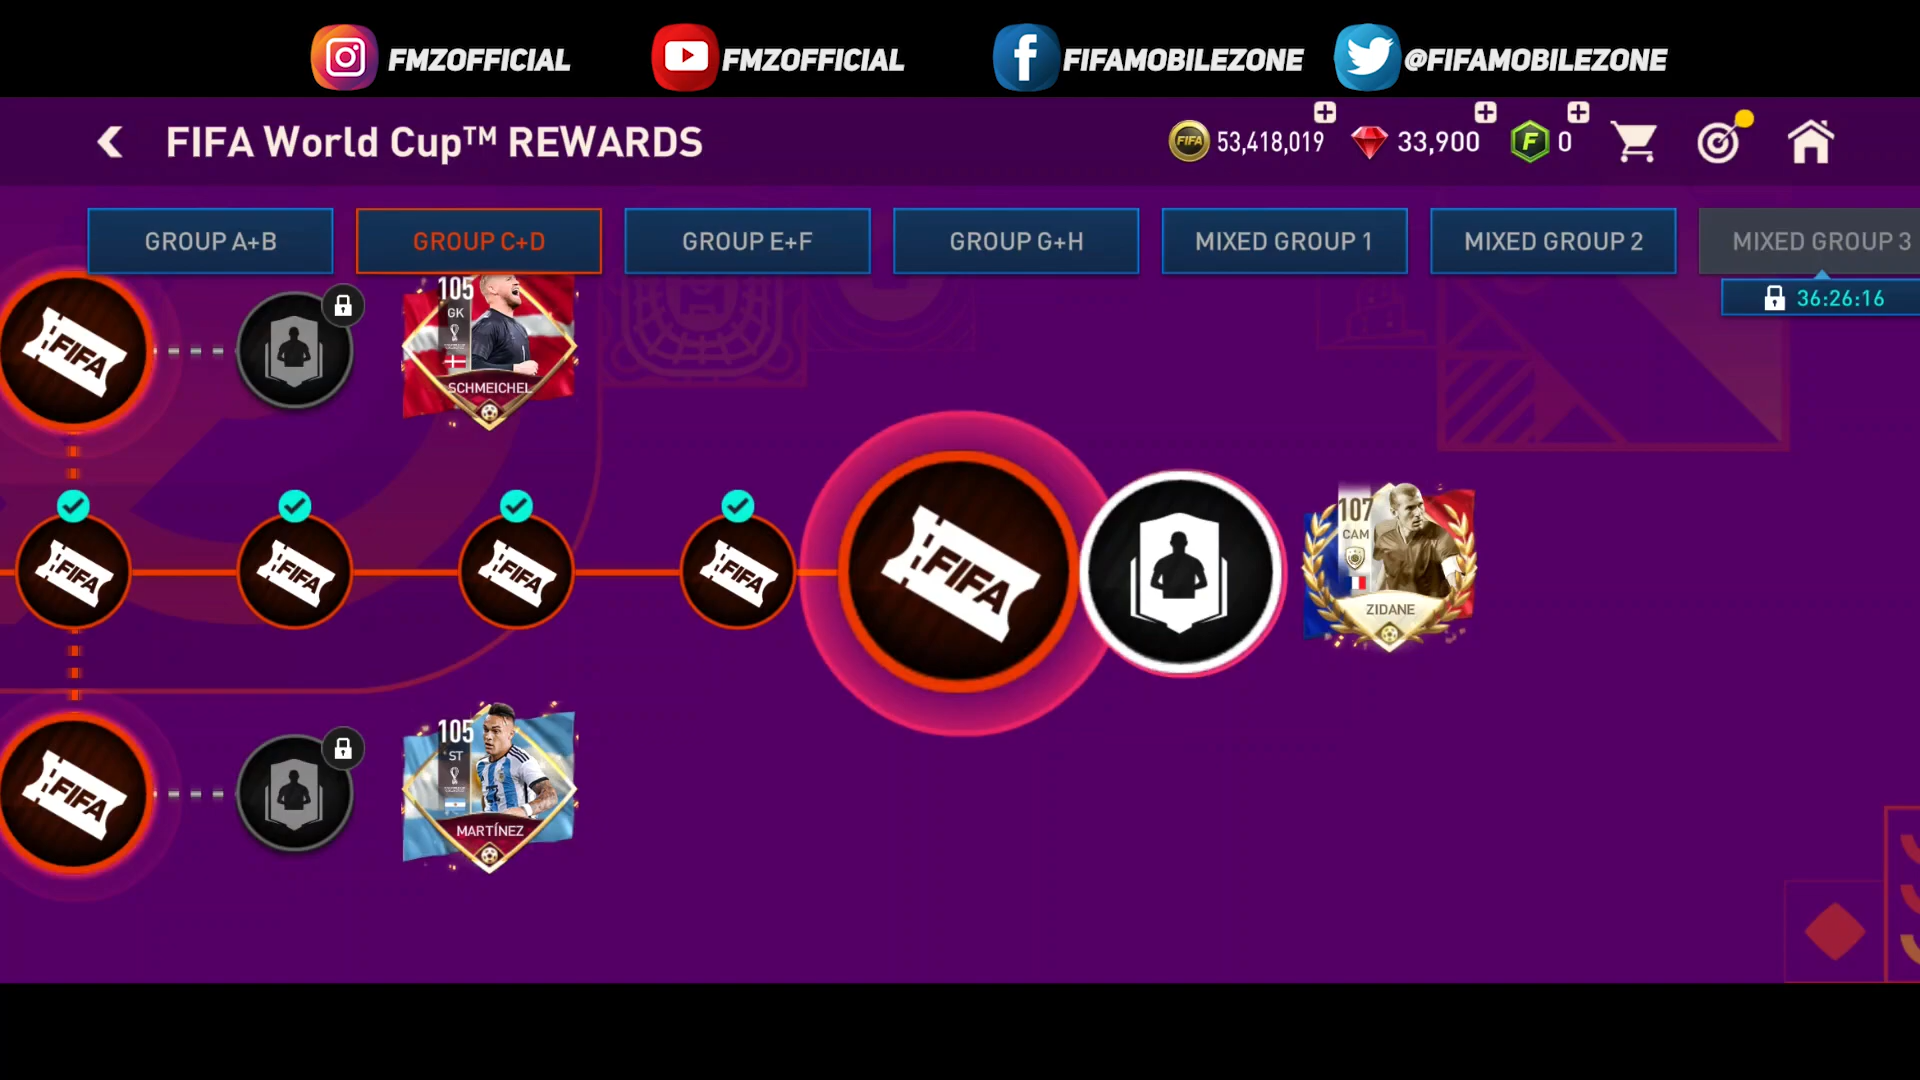 FMZOFFICIAL
FMZOFFICIAL
FIFAMOBILEZONE
@FIFAMOBILEZONE
FIFA World Cup™ REWARDS
FIFA
53,418,019
33,900
F
0
GROUP A+B
GROUP C+D
GROUP E+F
GROUP G+H
MIXED GROUP 1
MIXED GROUP 2
MIXED GROUP 3
36:26:16
FIFA
105
GK
SCHMEICHEL
FIFA
FIFA
FIFA
FIFA
FIFA
107
CAM
ZIDANE
FIFA
105
ST
MARTÍNEZ